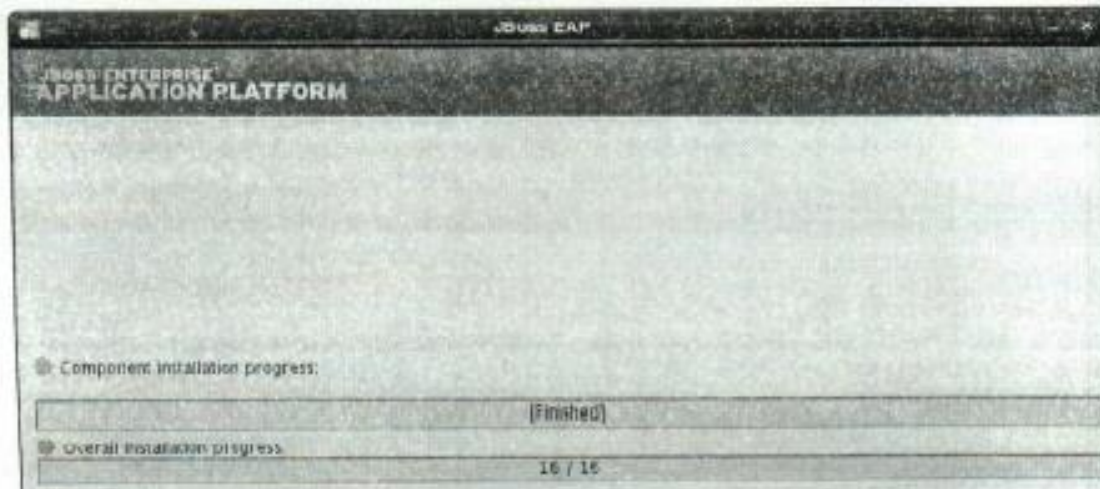 JBoss EAP
JBOSS ENTERPRISE
APPLICATION PLATFORM
Component installation progress:
[Finished]
Overall installation progress
16 / 16